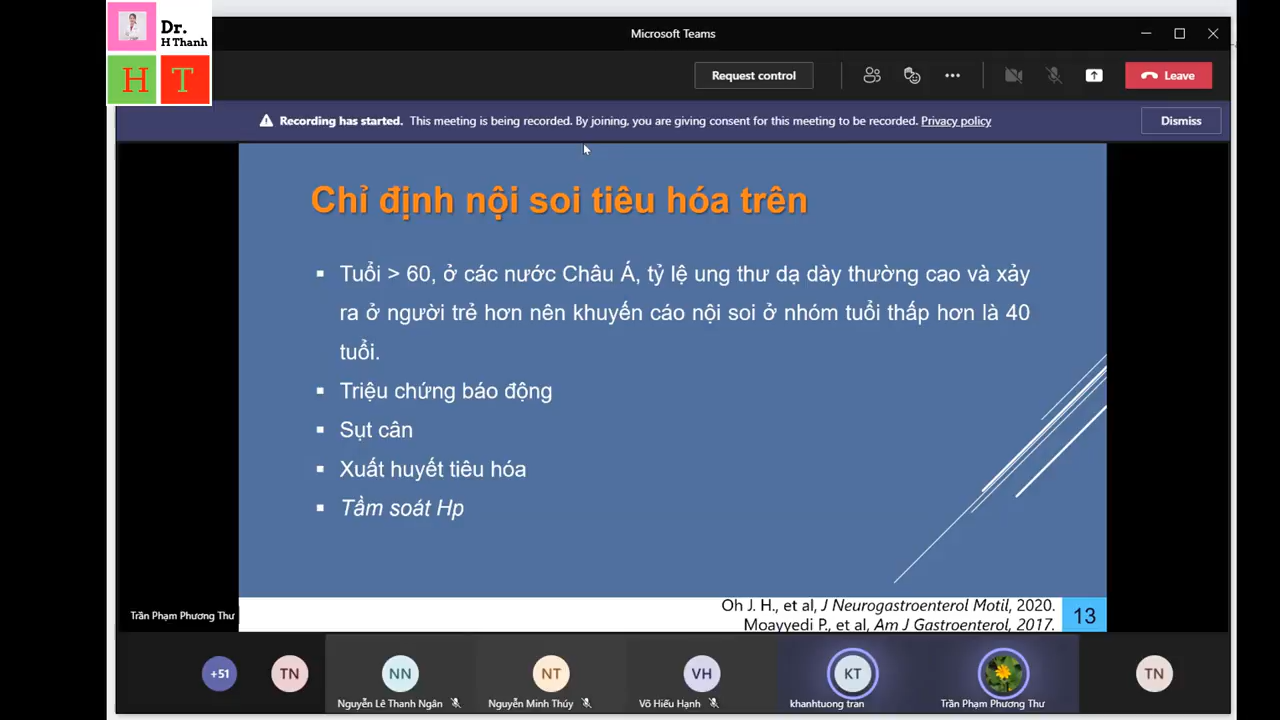 Dr.
H Thanh
H T
Microsoft Teams
Request control
Leave
Recording has started. This meeting is being recorded. By joining, you are giving consent for this meeting to be recorded. Privacy policy
Dismiss
Chỉ định nội soi tiêu hóa trên
▪ Tuổi > 60, ở các nước Châu Á, tỷ lệ ung thư dạ dày thường cao và xảy
ra ở người trẻ hơn nên khuyến cáo nội soi ở nhóm tuổi thấp hơn là 40
tuổi.
▪ Triệu chứng báo động
▪ Sụt cân
▪ Xuất huyết tiêu hóa
▪ Tầm soát Hp
Oh J. H., et al, J Neurogastroenterol Motil, 2020.
Moayyedi P., et al, Am J Gastroenterol, 2017.
13
Trần Phạm Phương Thư
+51
TN
NN
NT
VH
KT
TN
Nguyễn Lê Thanh Ngân
Nguyễn Minh Thúy
Võ Hiếu Hạnh
khanhtuong tran
Trần Phạm Phương Thư